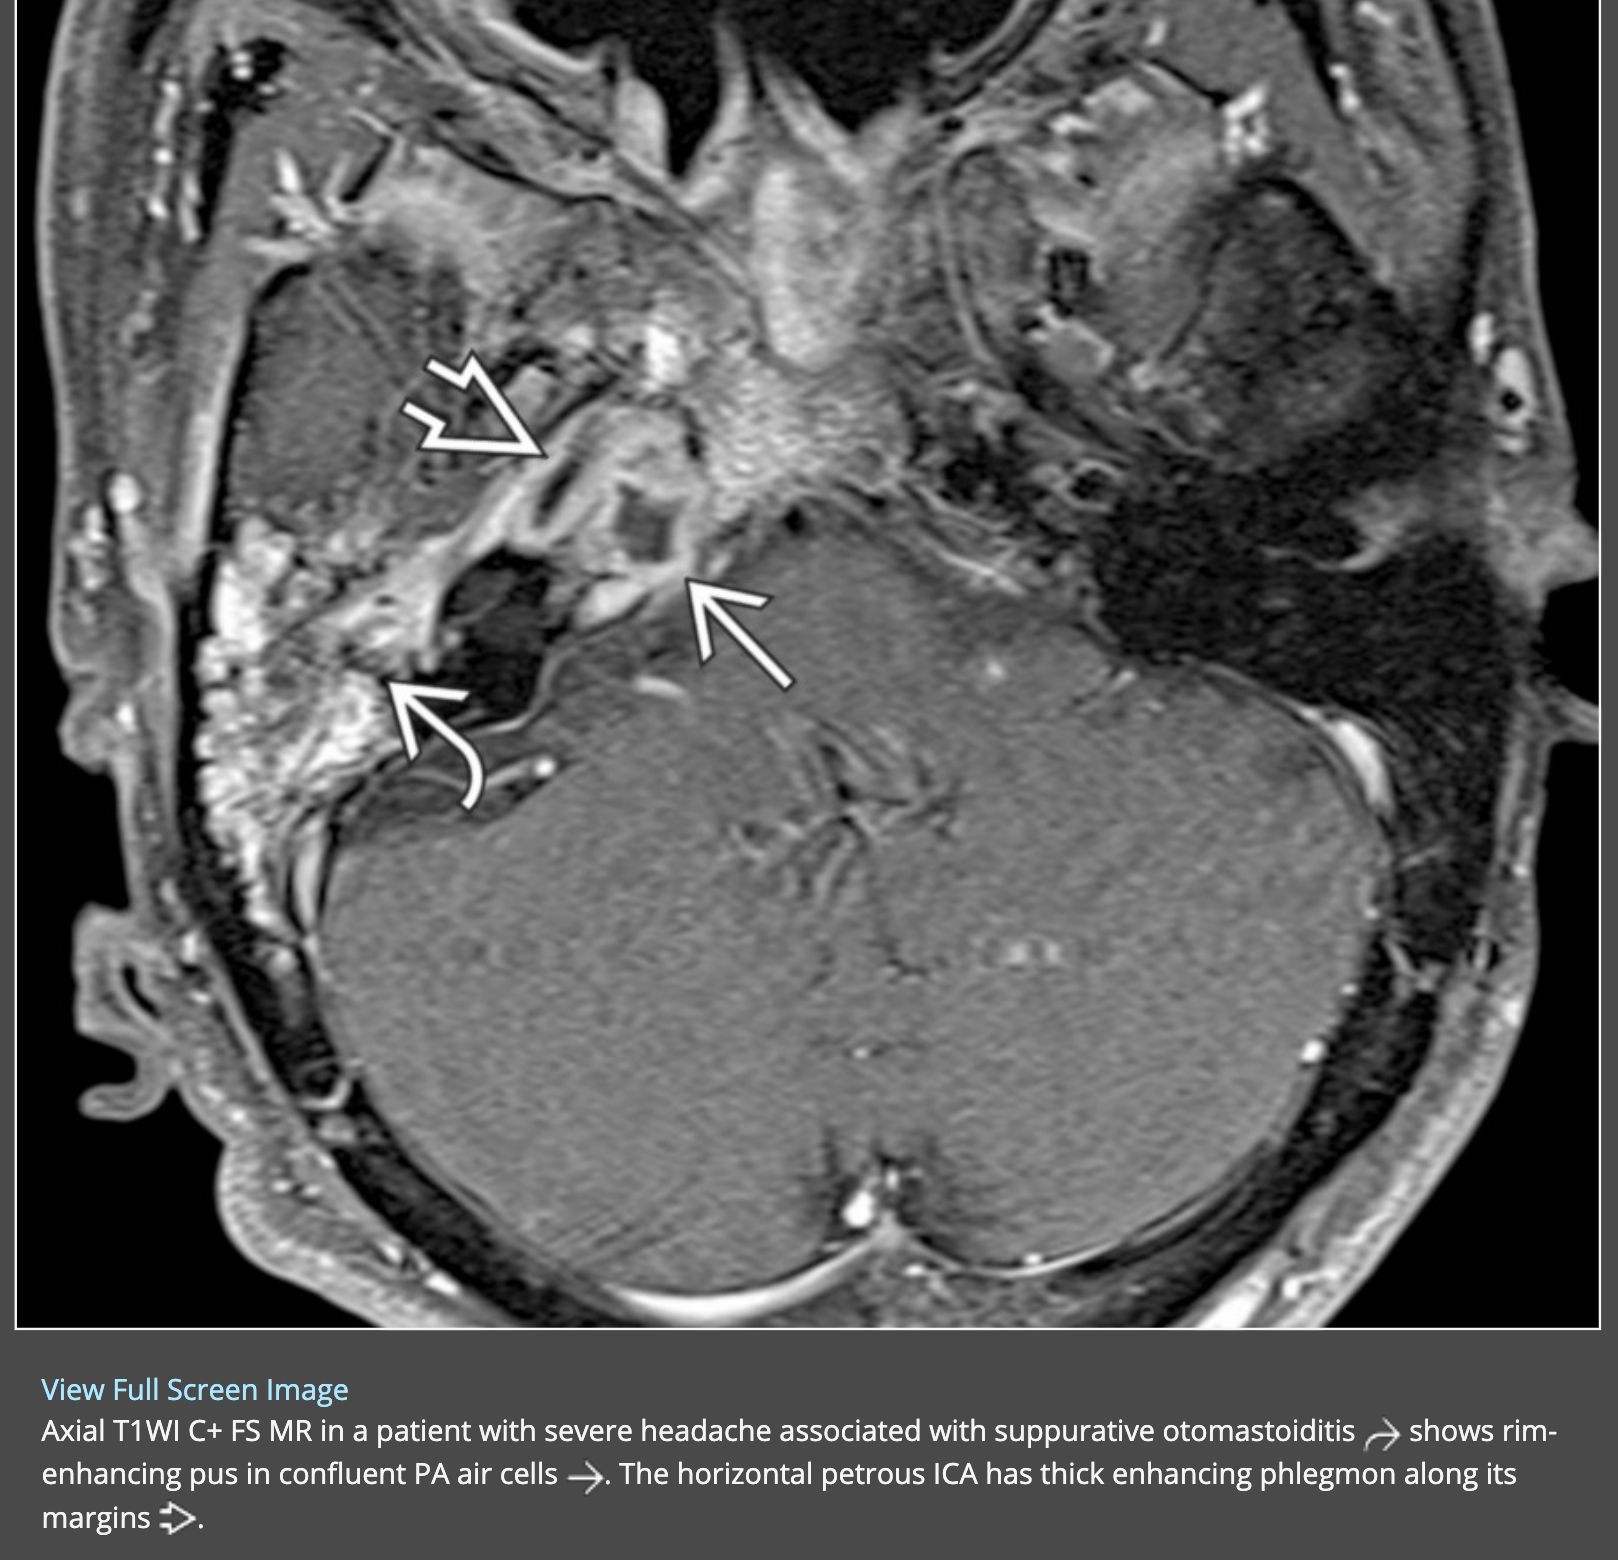 View Full Screen Image
Axial T1WI C+ FS MR in a patient with severe headache associated with suppurative otomastoiditis shows rim-
enhancing pus in confluent PA air cells . The horizontal petrous ICA has thick enhancing phlegmon along its
margins .